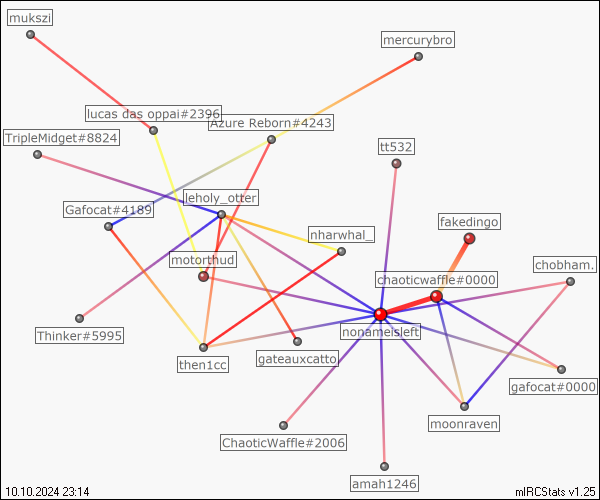 mukszi
mercurybro
lucas das oppai#2396
Azure Reborn#4243
TripleMidget#8824
tt532
leholy_otter
Gafocat#4189
fakedingo
nharwhal_
motorthud
chobham.
chaoticwaffle#0000
Thinker#5995
nonameisleft
then1cc
gateauxcatto
gafocat#0000
moonraven
ChaoticWaffle#2006
amah1246
10.10.2024 23:14
mIRCStats v1.25